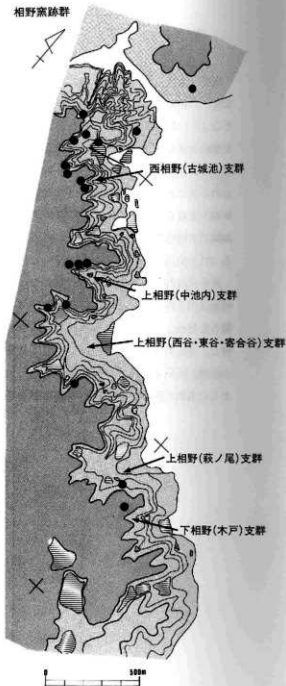 相野窯跡群
西相野(古城池)支群
上相野(中池内)支群
上相野(西谷・東谷・寄合谷)支群
上相野(萩ノ尾)支群
下相野(木戸)支群
0 500m